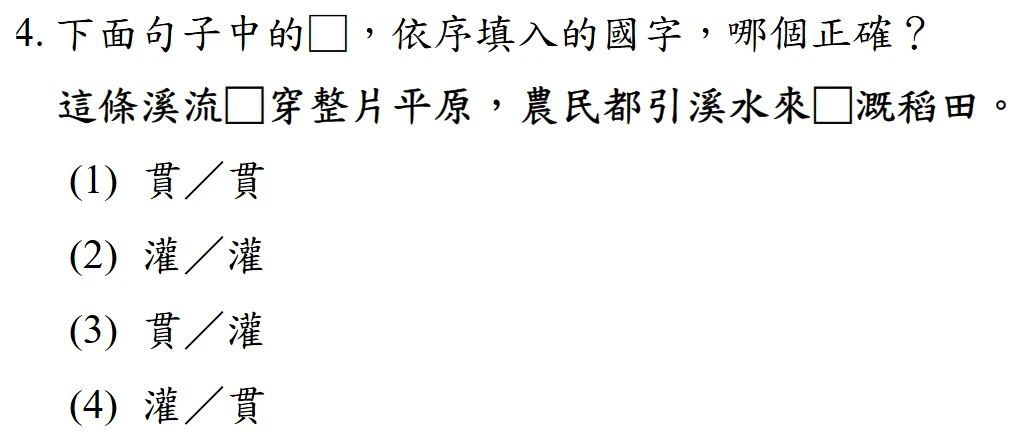 4. 下面句子中的□，依序填入的國字，哪個正確？
這條溪流□穿整片平原，農民都引溪水來□溉稻田。
(1) 貫／貫
(2) 灌／灌
(3) 貫／灌
(4) 灌／貫